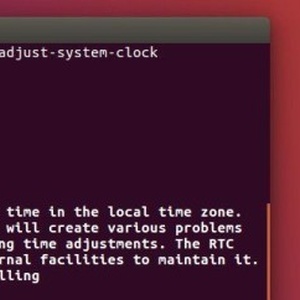 adjust-system-clock
time in the local time zone.
will create various problems
ng time adjustments. The RTC
rnal facilities to maintain it.
lling